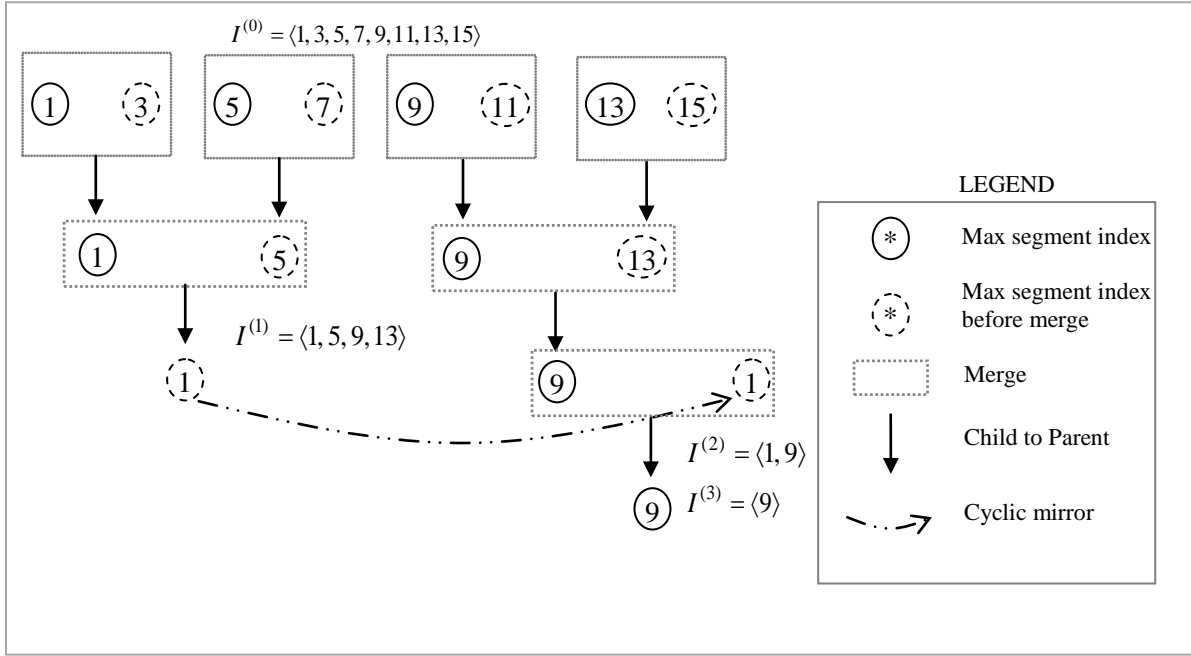 I^(0) = ⟨1, 3, 5, 7, 9, 11, 13, 15⟩
1 3 5 7 9 11 13 15
1 5 9 13
I^(1) = ⟨1, 5, 9, 13⟩
1 9 1
I^(2) = ⟨1, 9⟩
9 I^(3) = ⟨9⟩
LEGEND
* Max segment index
* Max segment index
before merge
Merge
Child to Parent
Cyclic mirror